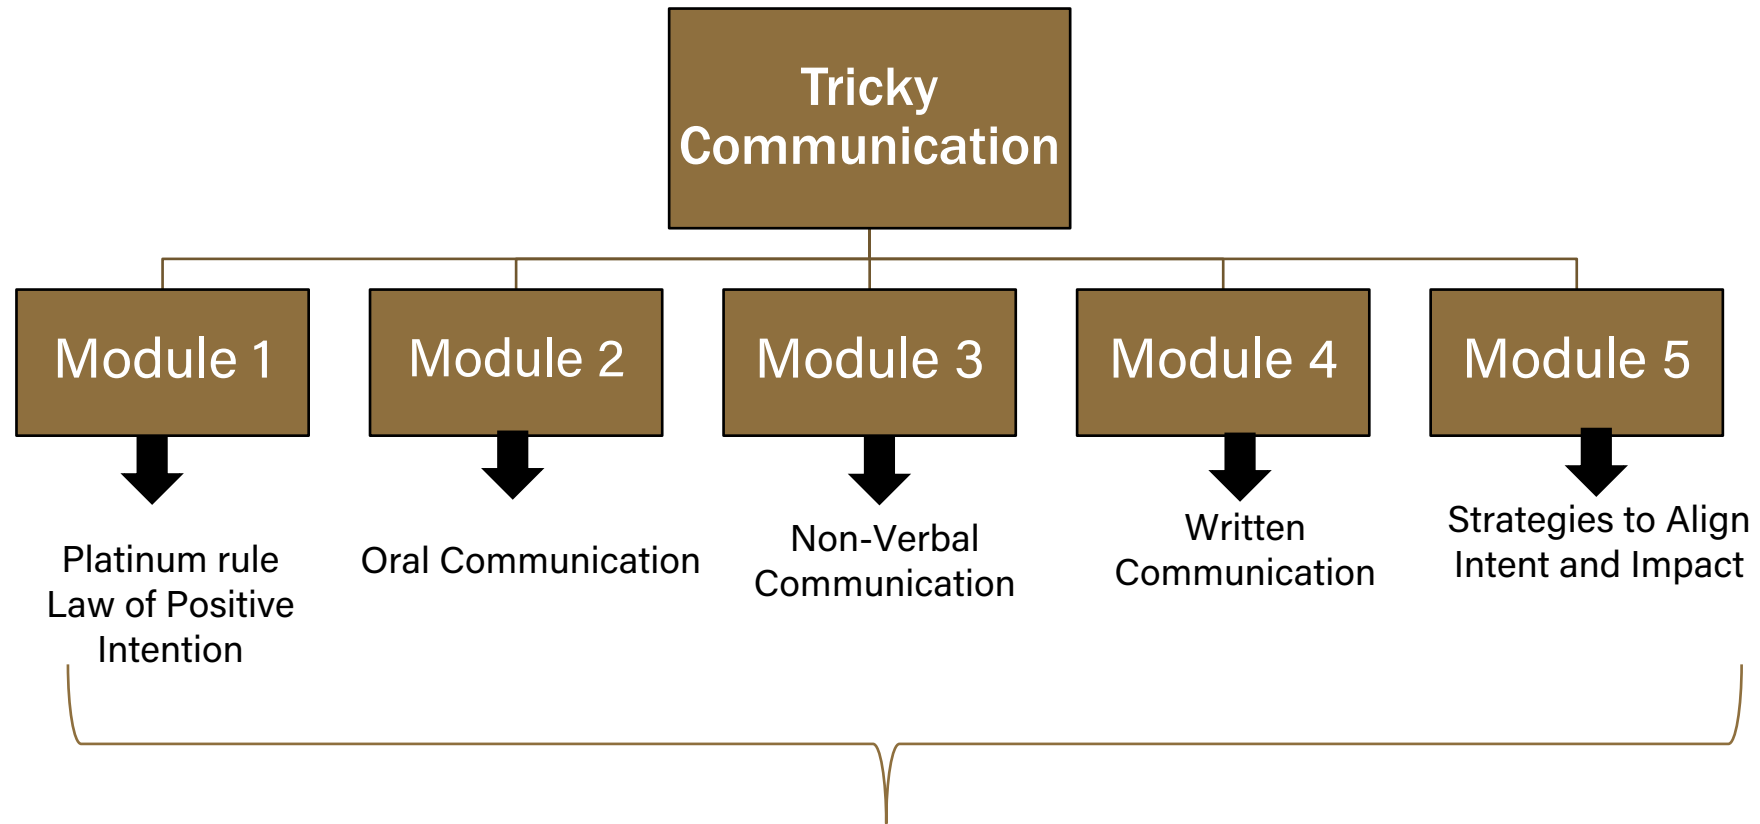 Tricky
Communication
Module 1
Module 2
Module 3
Module 4
Module 5
Platinum rule
Law of Positive
Intention
Oral Communication
Non-Verbal
Communication
Written
Communication
Strategies to Align
Intent and Impact